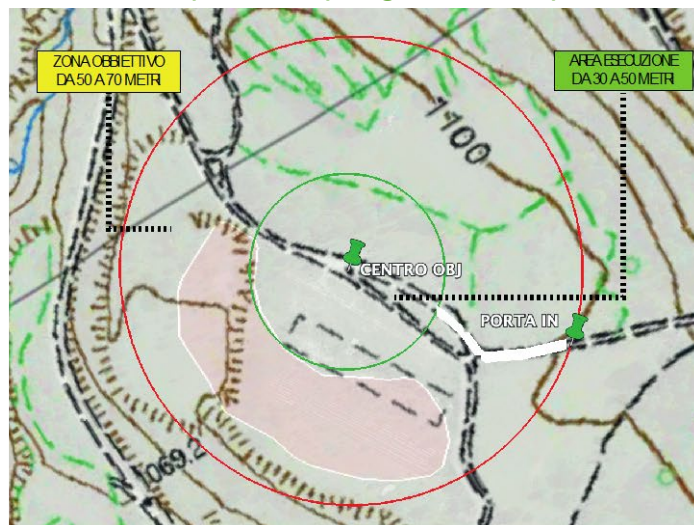 ZONA OBBIETTIVO
DA 50 A 70 METRI
AREA ESECUZIONE
DA 30 A 50 METRI
1100
CENTRO OBJ
PORTA IN
1069.2